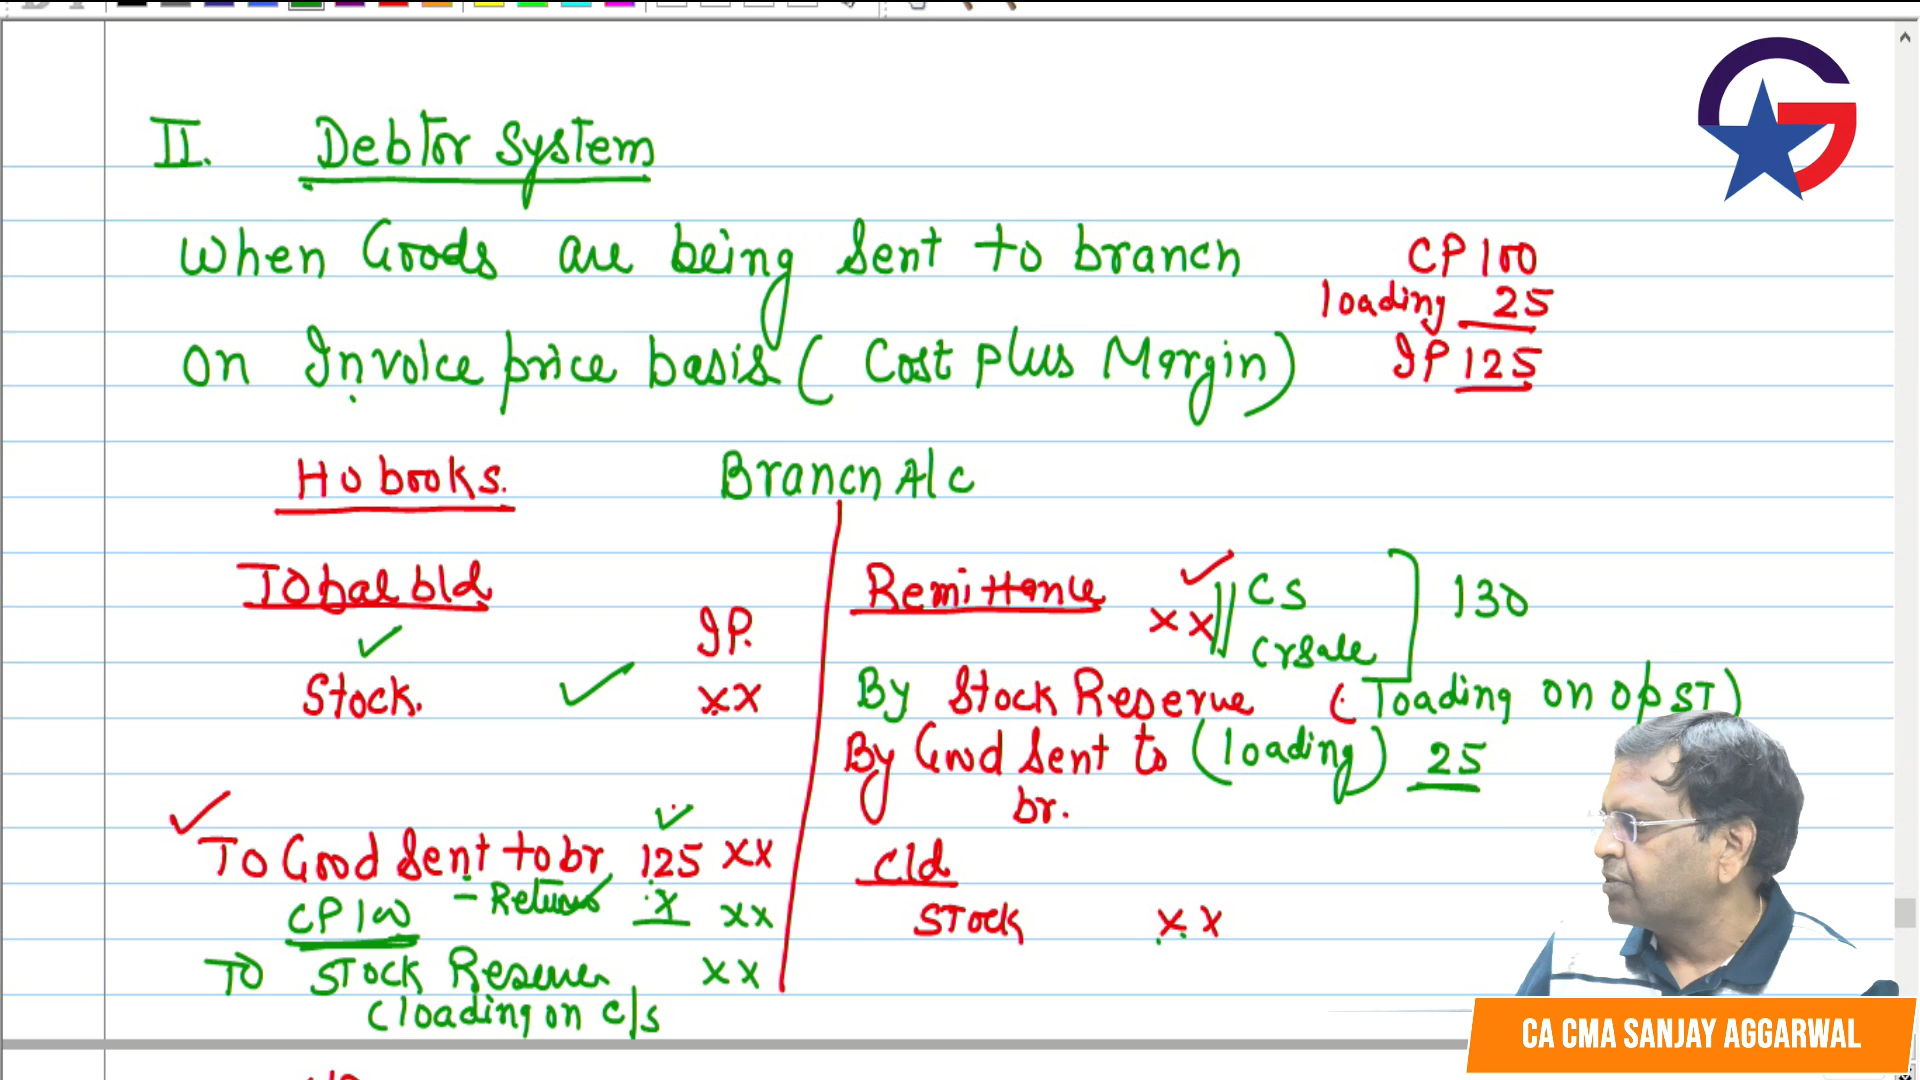 II. Debtor System
When Goods are being Sent to branch
on Invoice price basis ( Cost plus Margin)
CP 100
loading 25
IP 125
HO books.
Branch A/c
TO bal b/d
IP.
Stock. xx
Remittance xx
CS
Cr Sale
130
By Stock Reserve ( Loading on op ST)
By Good Sent to (loading) 25
br.
To Good Sent to br 125 xx
- Return x xx
CP 100
c/d
Stock xx
TO Stock Reserve xx
(loading on c/s
CA CMA SANJAY AGGARWAL